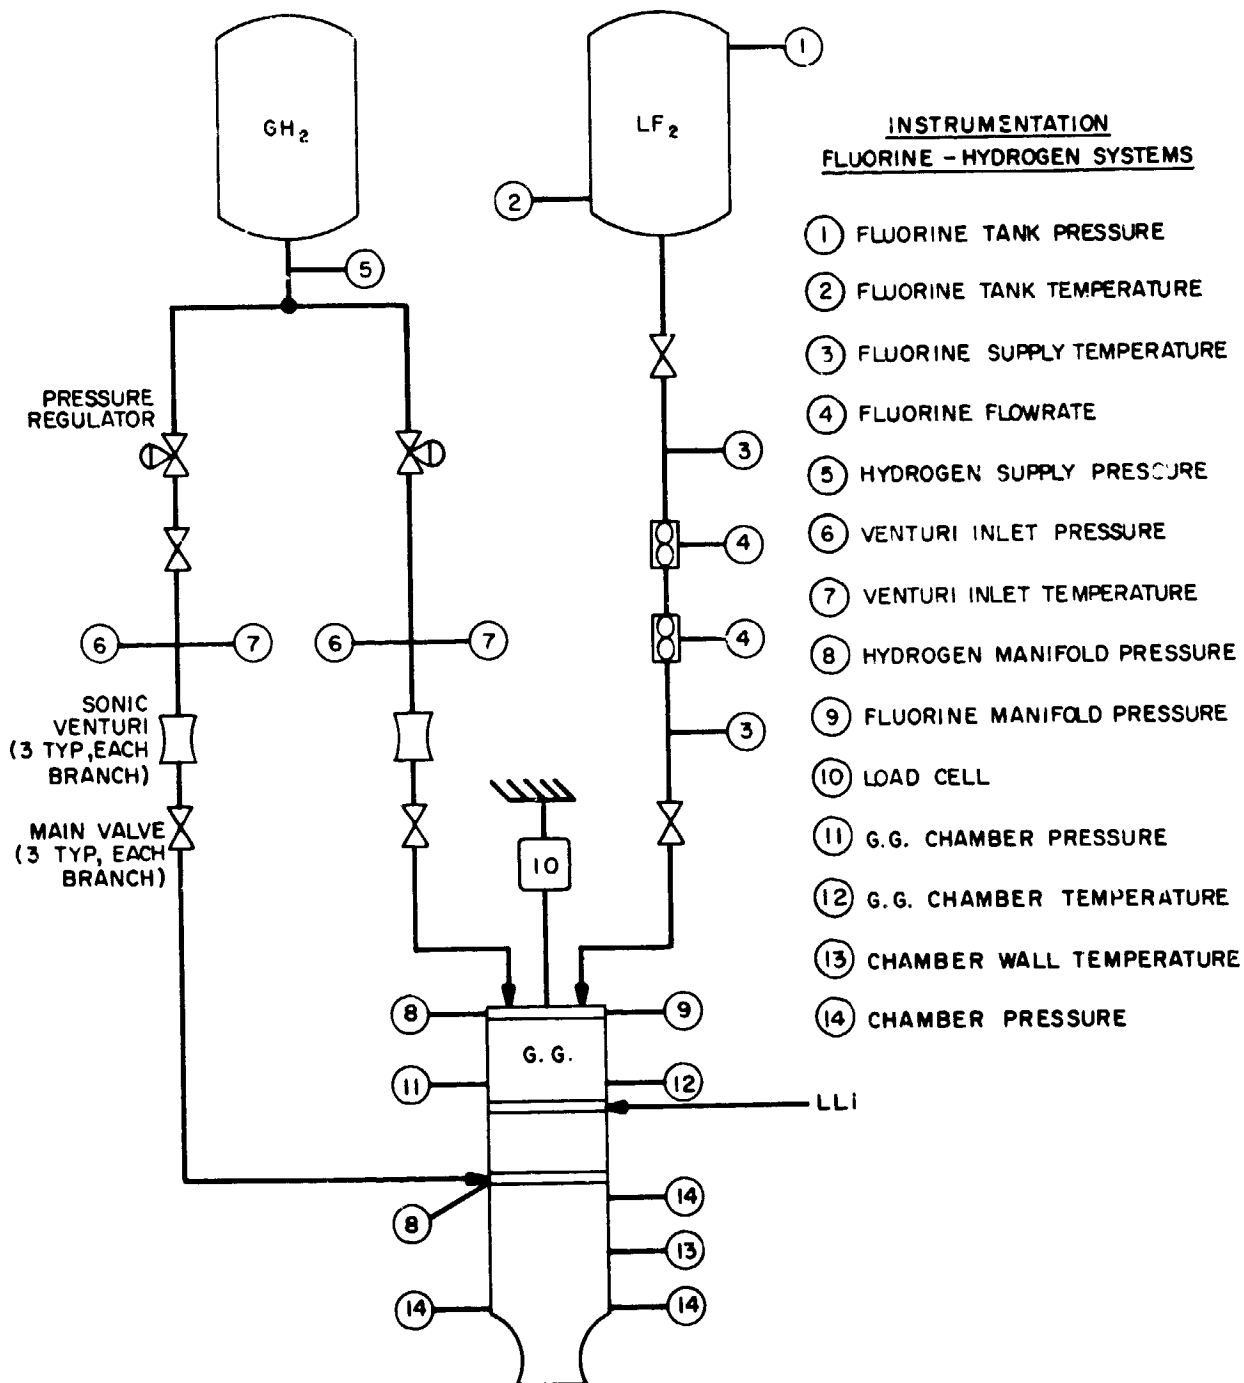 GH2
LF2
1
2
5
INSTRUMENTATION
FLUORINE - HYDROGEN SYSTEMS
1 FLUORINE TANK PRESSURE
2 FLUORINE TANK TEMPERATURE
3 FLUORINE SUPPLY TEMPERATURE
4 FLUORINE FLOWRATE
5 HYDROGEN SUPPLY PRESSURE
6 VENTURI INLET PRESSURE
7 VENTURI INLET TEMPERATURE
8 HYDROGEN MANIFOLD PRESSURE
9 FLUORINE MANIFOLD PRESSURE
10 LOAD CELL
11 G.G. CHAMBER PRESSURE
12 G.G. CHAMBER TEMPERATURE
13 CHAMBER WALL TEMPERATURE
14 CHAMBER PRESSURE
PRESSURE
REGULATOR
3
4
4
3
6
7
6
7
SONIC
VENTURI
(3 TYP, EACH
BRANCH)
MAIN VALVE
(3 TYP, EACH
BRANCH)
10
8
9
G.G.
11
12
LLi
8
14
13
14
14